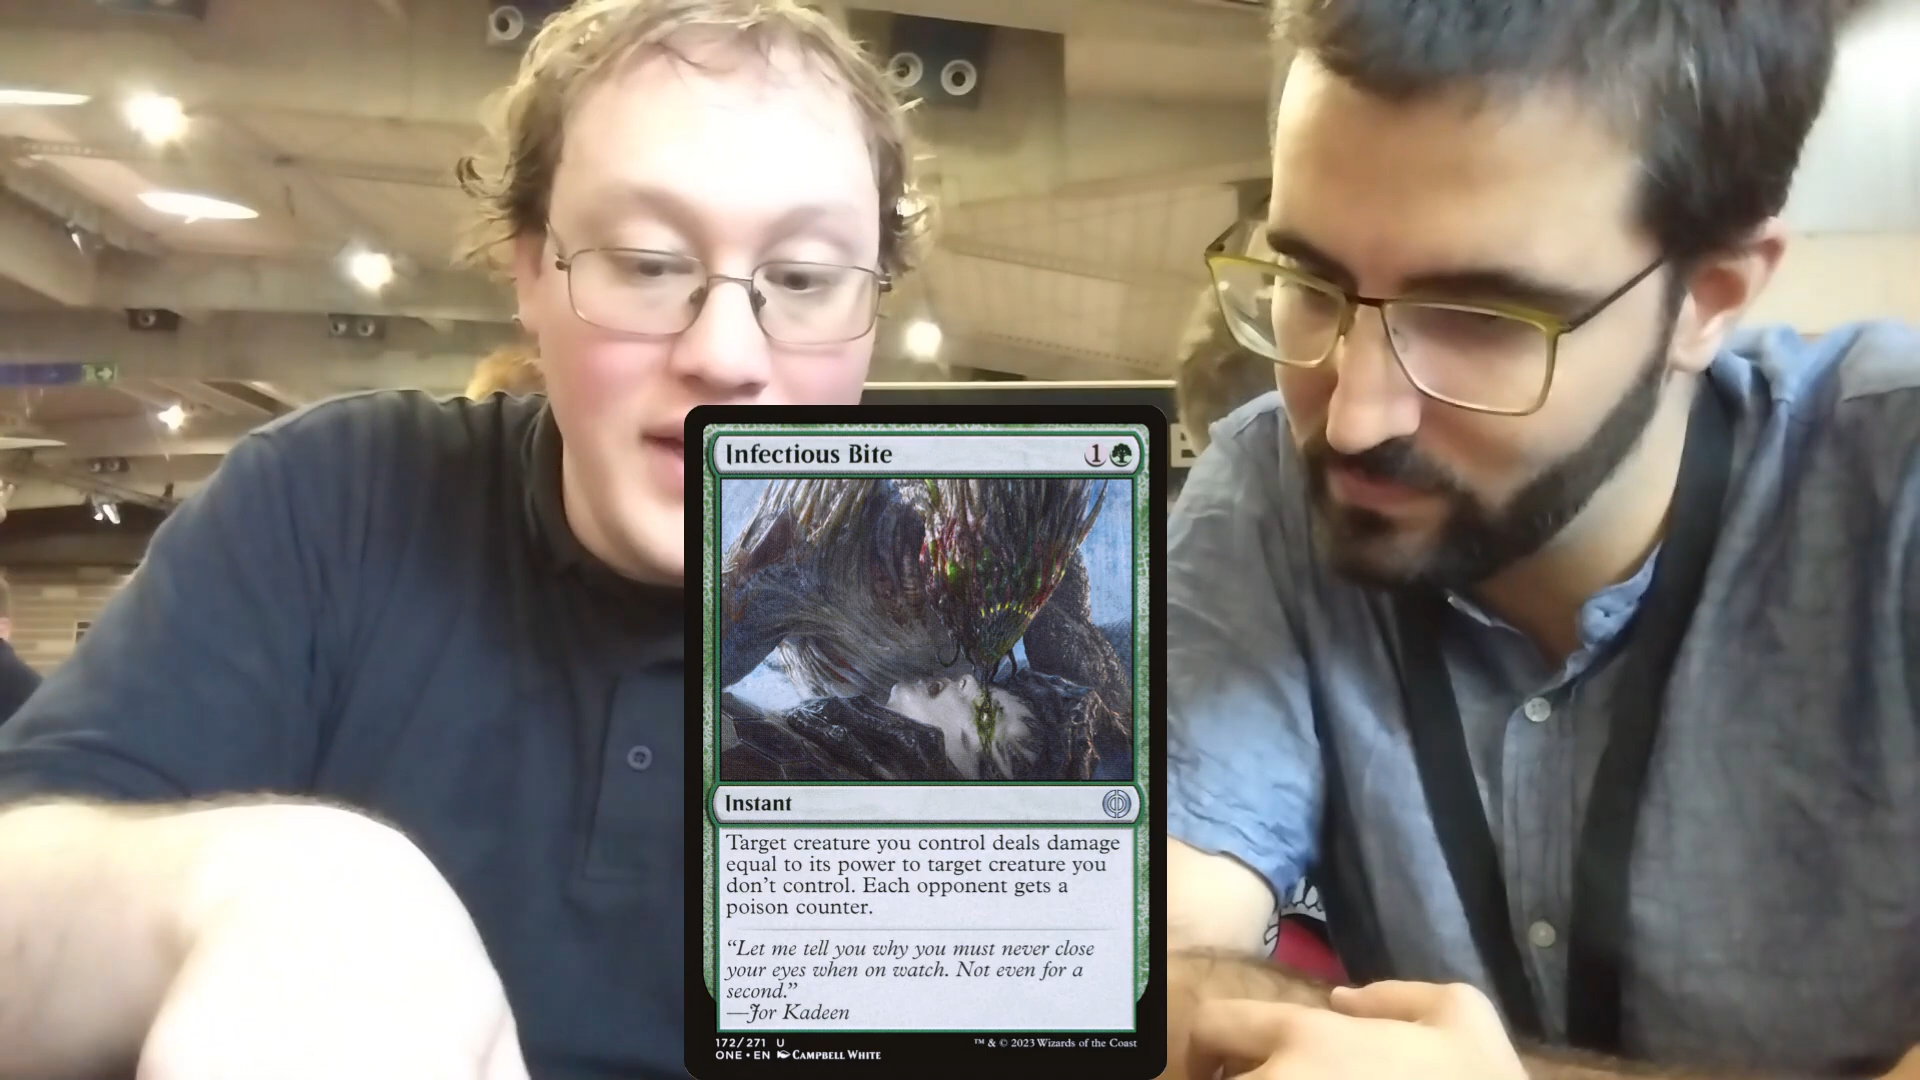 Infectious Bite 1
Instant
Target creature you control deals damage
equal to its power to target creature you
don't control. Each opponent gets a
poison counter.
“Let me tell you why you must never close
your eyes when on watch. Not even for a
second.”
—Jor Kadeen
172/271 U
ONE • EN CAMPBELL WHITE
™ & © 2023 Wizards of the Coast